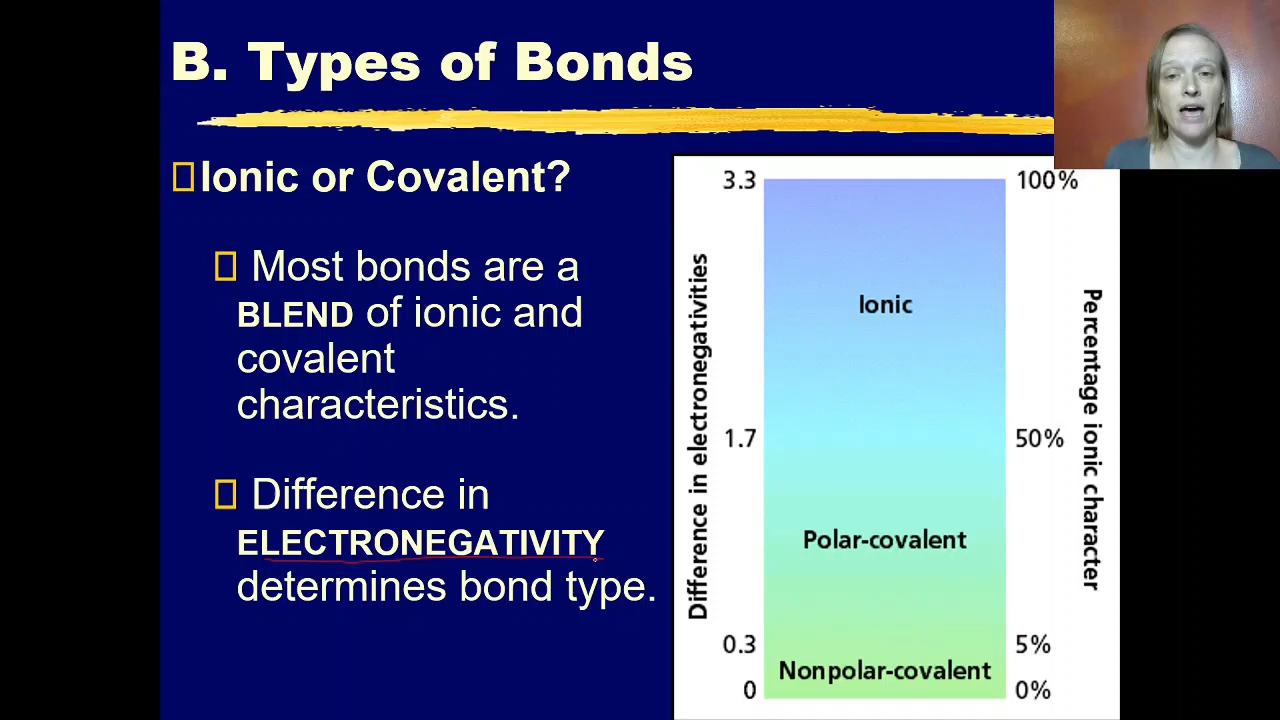 B. Types of Bonds
Ionic or Covalent?
Most bonds are a
BLEND of ionic and
covalent
characteristics.
Difference in
ELECTRONEGATIVITY
determines bond type.
Difference in electronegativities
3.3
1.7
0.3
0
Ionic
Polar-covalent
Nonpolar-covalent
100%
50%
5%
0%
Percentage ionic character